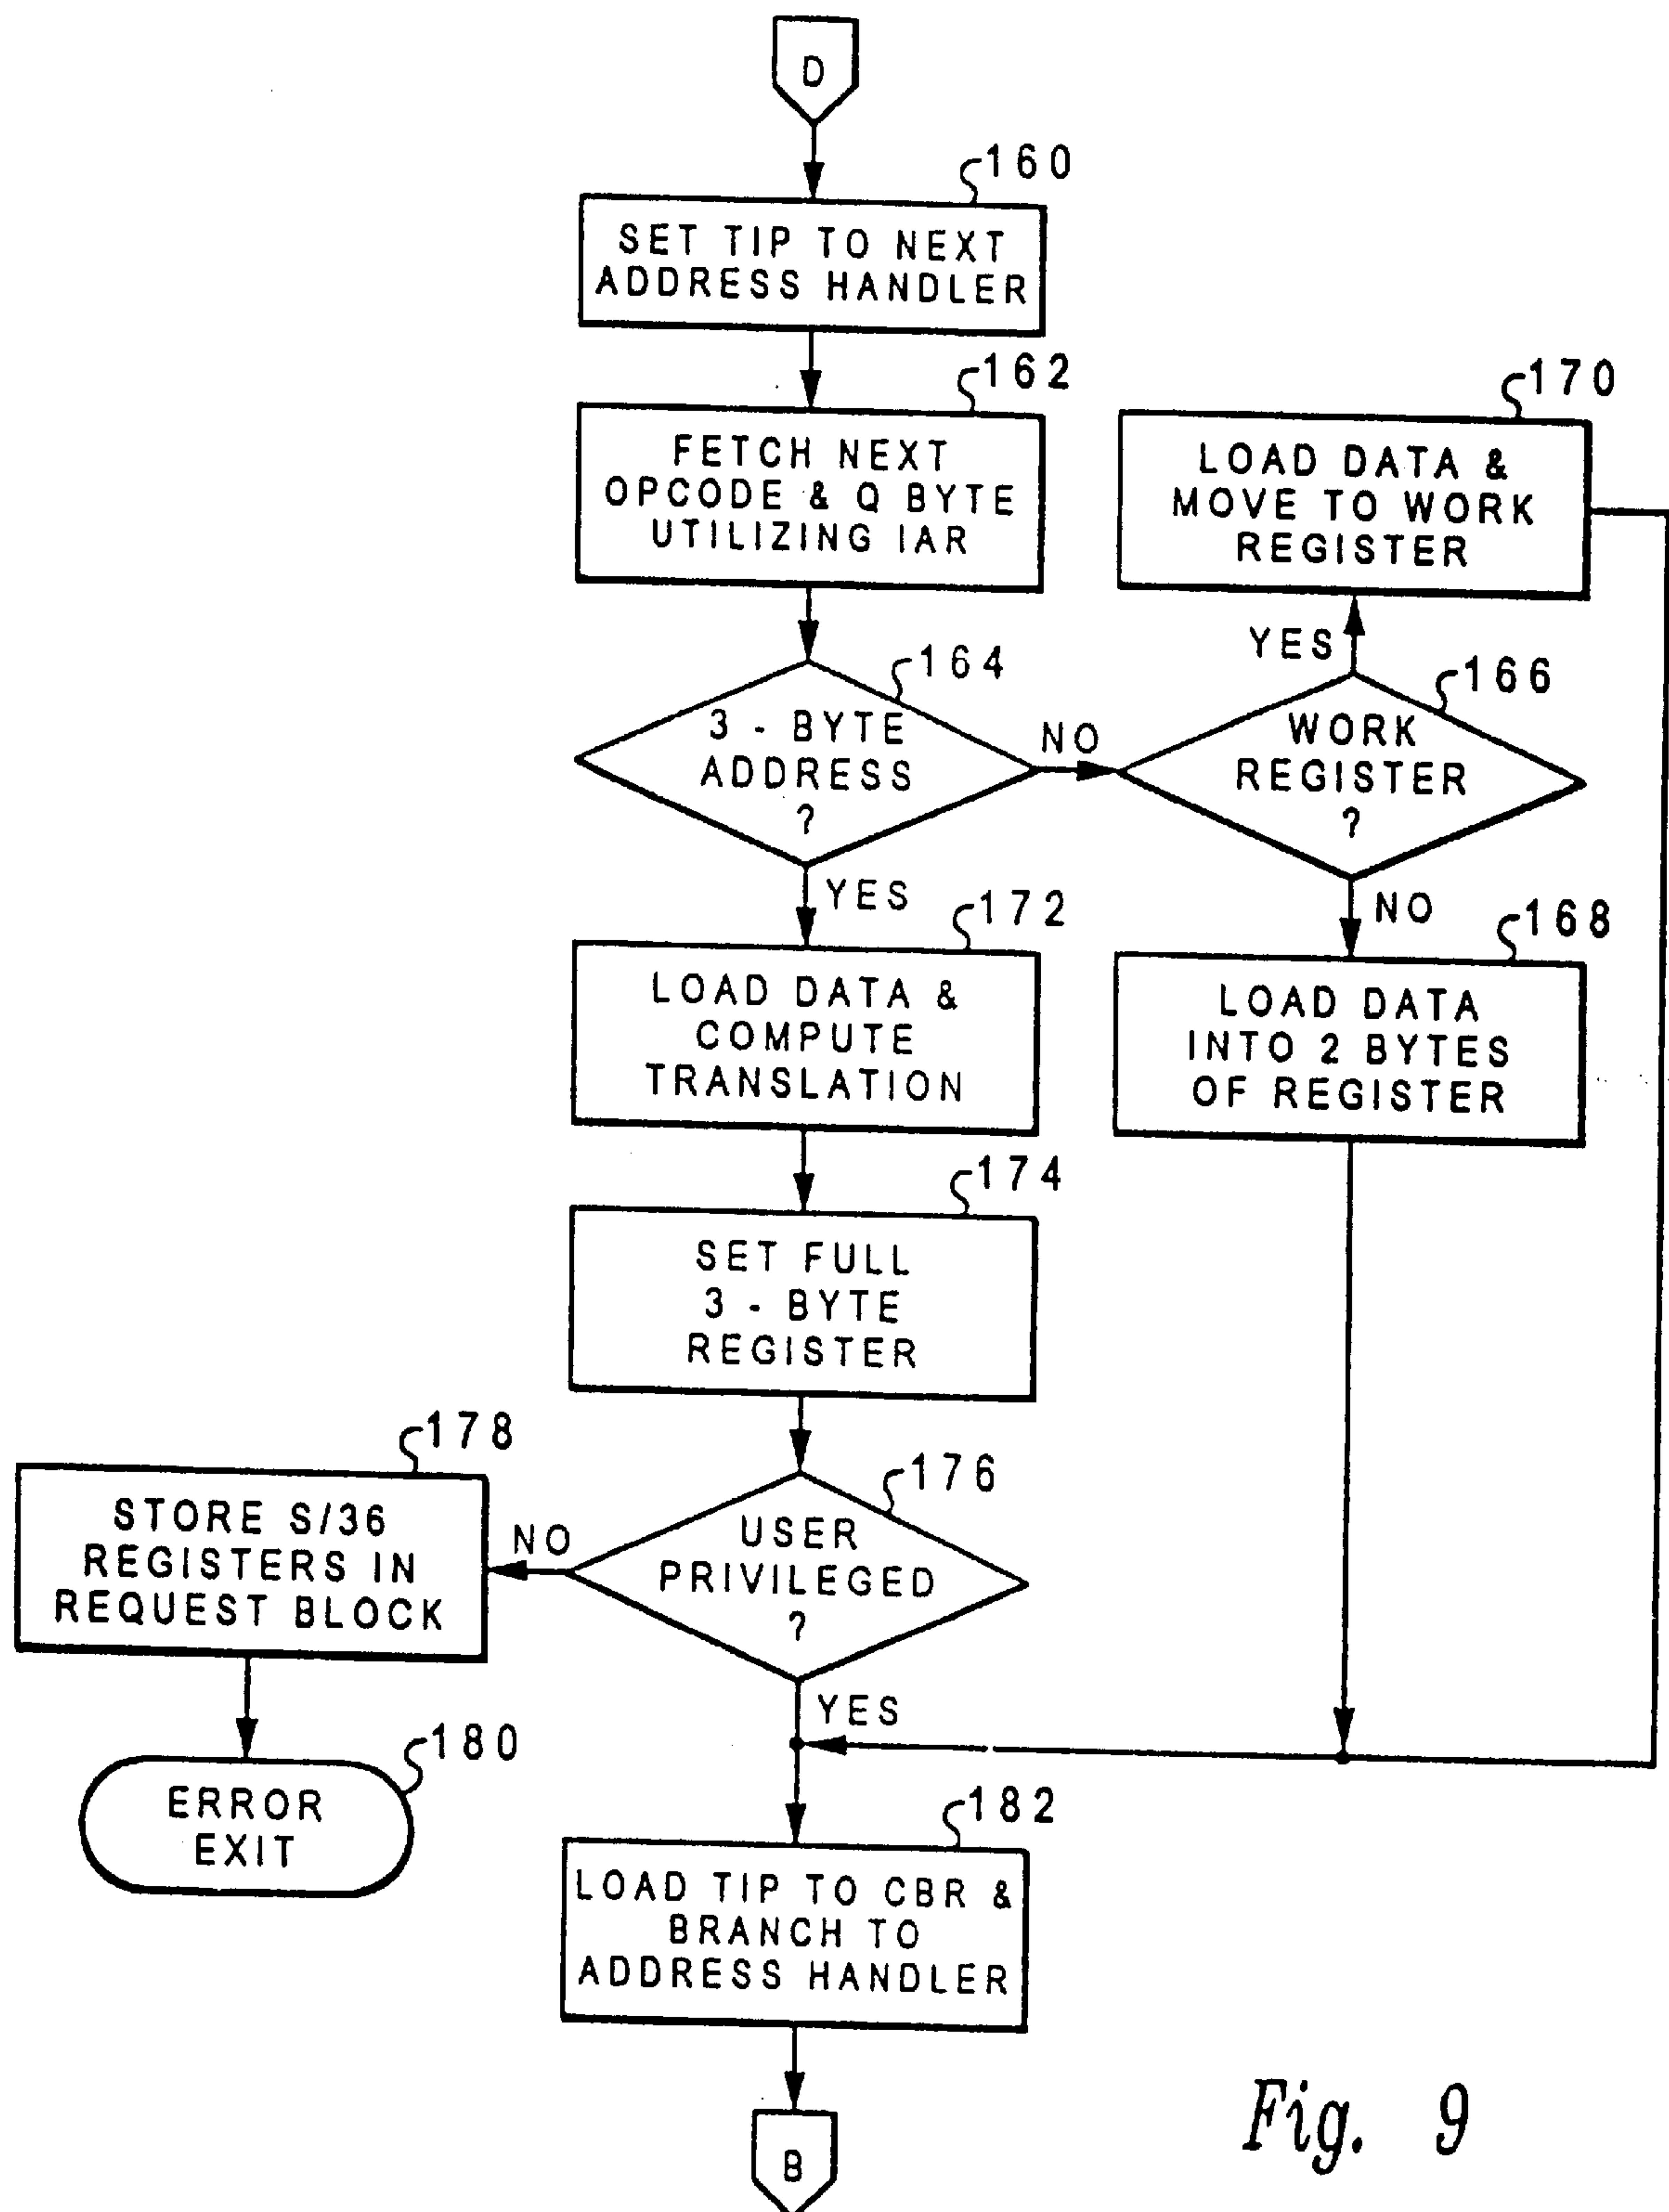 D
160
SET TIP TO NEXT
ADDRESS HANDLER
162
FETCH NEXT
OPCODE & Q BYTE
UTILIZING IAR
170
LOAD DATA &
MOVE TO WORK
REGISTER
YES
164
3 - BYTE
ADDRESS
?
NO
166
WORK
REGISTER
?
YES
172
LOAD DATA &
COMPUTE
TRANSLATION
NO
168
LOAD DATA
INTO 2 BYTES
OF REGISTER
174
SET FULL
3 - BYTE
REGISTER
178
STORE S/36
REGISTERS IN
REQUEST BLOCK
NO
176
USER
PRIVILEGED
?
YES
180
ERROR
EXIT
182
LOAD TIP TO CBR &
BRANCH TO
ADDRESS HANDLER
B
Fig. 9